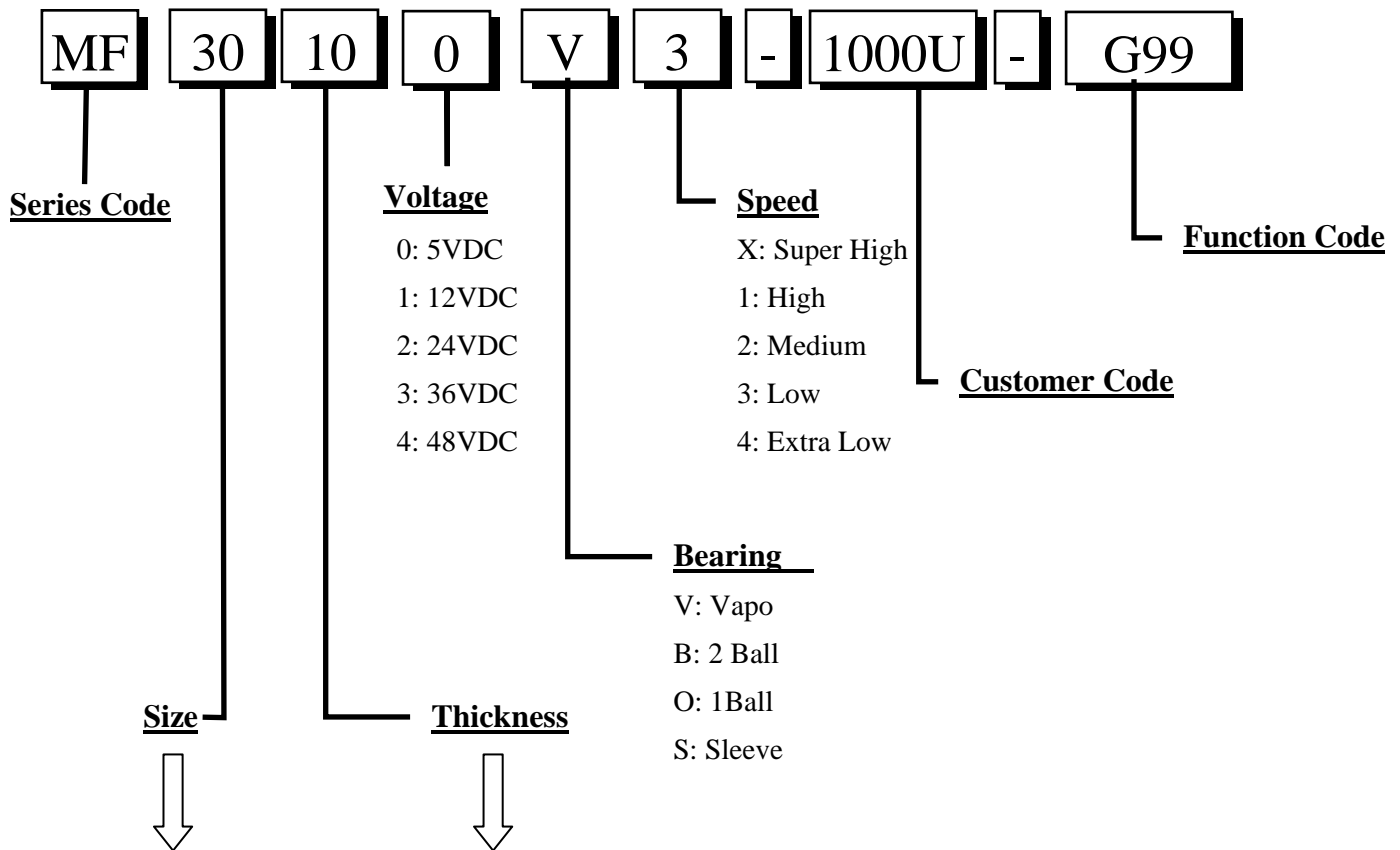 MF 30 10 0 V 3 - 1000U - G99
Series Code
Voltage
0: 5VDC
1: 12VDC
2: 24VDC
3: 36VDC
4: 48VDC
Speed
X: Super High
1: High
2: Medium
3: Low
4: Extra Low
Function Code
Customer Code
Bearing
V: Vapo
B: 2 Ball
O: 1Ball
S: Sleeve
Size
Thickness